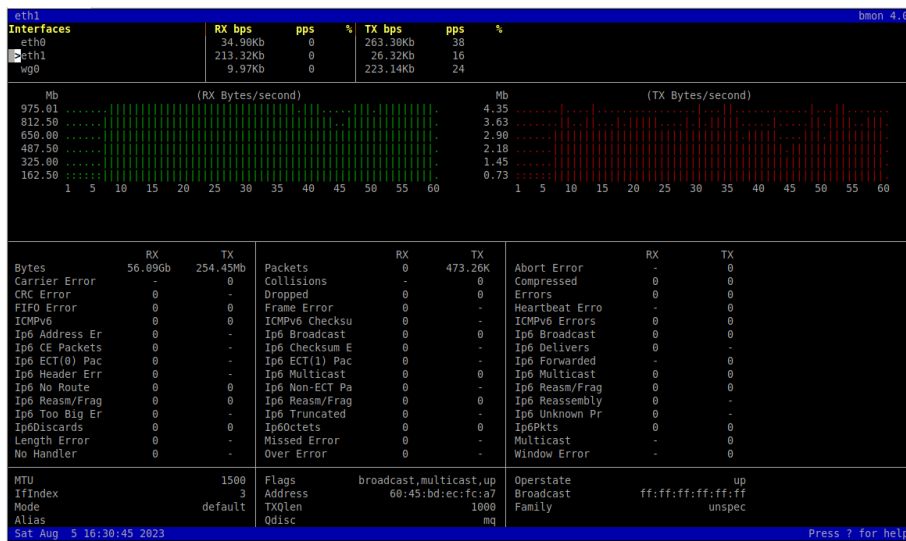 eth1 bmon 4.0
Interfaces RX bps pps % TX bps pps %
eth0 34.90Kb 0 263.30Kb 38
>eth1 213.32Kb 0 26.32Kb 16
wg0 9.97Kb 0 223.14Kb 24
Mb (RX Bytes/second) Mb (TX Bytes/second)
975.01 4.35
812.50 3.63
650.00 2.90
487.50 2.18
325.00 1.45
162.50 0.73
1 5 10 15 20 25 30 35 40 45 50 55 60 1 5 10 15 20 25 30 35 40 45 50 55 60
RX TX RX TX RX TX
Bytes 56.09Gb 254.45Mb Packets 0 473.26K Abort Error - 0
Carrier Error - 0 Collisions - 0 Compressed 0 0
CRC Error 0 - Dropped 0 0 Errors 0 0
FIFO Error 0 0 Frame Error 0 - Heartbeat Erro - 0
ICMPv6 0 0 ICMPv6 Checksu 0 - ICMPv6 Errors 0 0
Ip6 Address Er 0 - Ip6 Broadcast 0 0 Ip6 Broadcast 0 0
Ip6 CE Packets 0 - Ip6 Checksum E 0 - Ip6 Delivers 0 -
Ip6 ECT(0) Pac 0 - Ip6 ECT(1) Pac 0 - Ip6 Forwarded - 0
Ip6 Header Err 0 - Ip6 Multicast 0 0 Ip6 Multicast 0 0
Ip6 No Route 0 0 Ip6 Non-ECT Pa 0 - Ip6 Reasm/Frag 0 0
Ip6 Reasm/Frag 0 0 Ip6 Reasm/Frag 0 0 Ip6 Reassembly 0 -
Ip6 Too Big Er 0 - Ip6 Truncated 0 - Ip6 Unknown Pr 0 -
Ip6Discards 0 0 Ip6Octets 0 0 Ip6Pkts 0 0
Length Error 0 - Missed Error 0 - Multicast - 0
No Handler 0 - Over Error 0 - Window Error - 0
MTU 1500 Flags broadcast,multicast,up Operstate up
IfIndex 3 Address 60:45:bd:ec:fc:a7 Broadcast ff:ff:ff:ff:ff:ff
Mode default TXQlen 1000 Family unspec
Alias Qdisc mq
Sat Aug 5 16:30:45 2023 Press ? for help